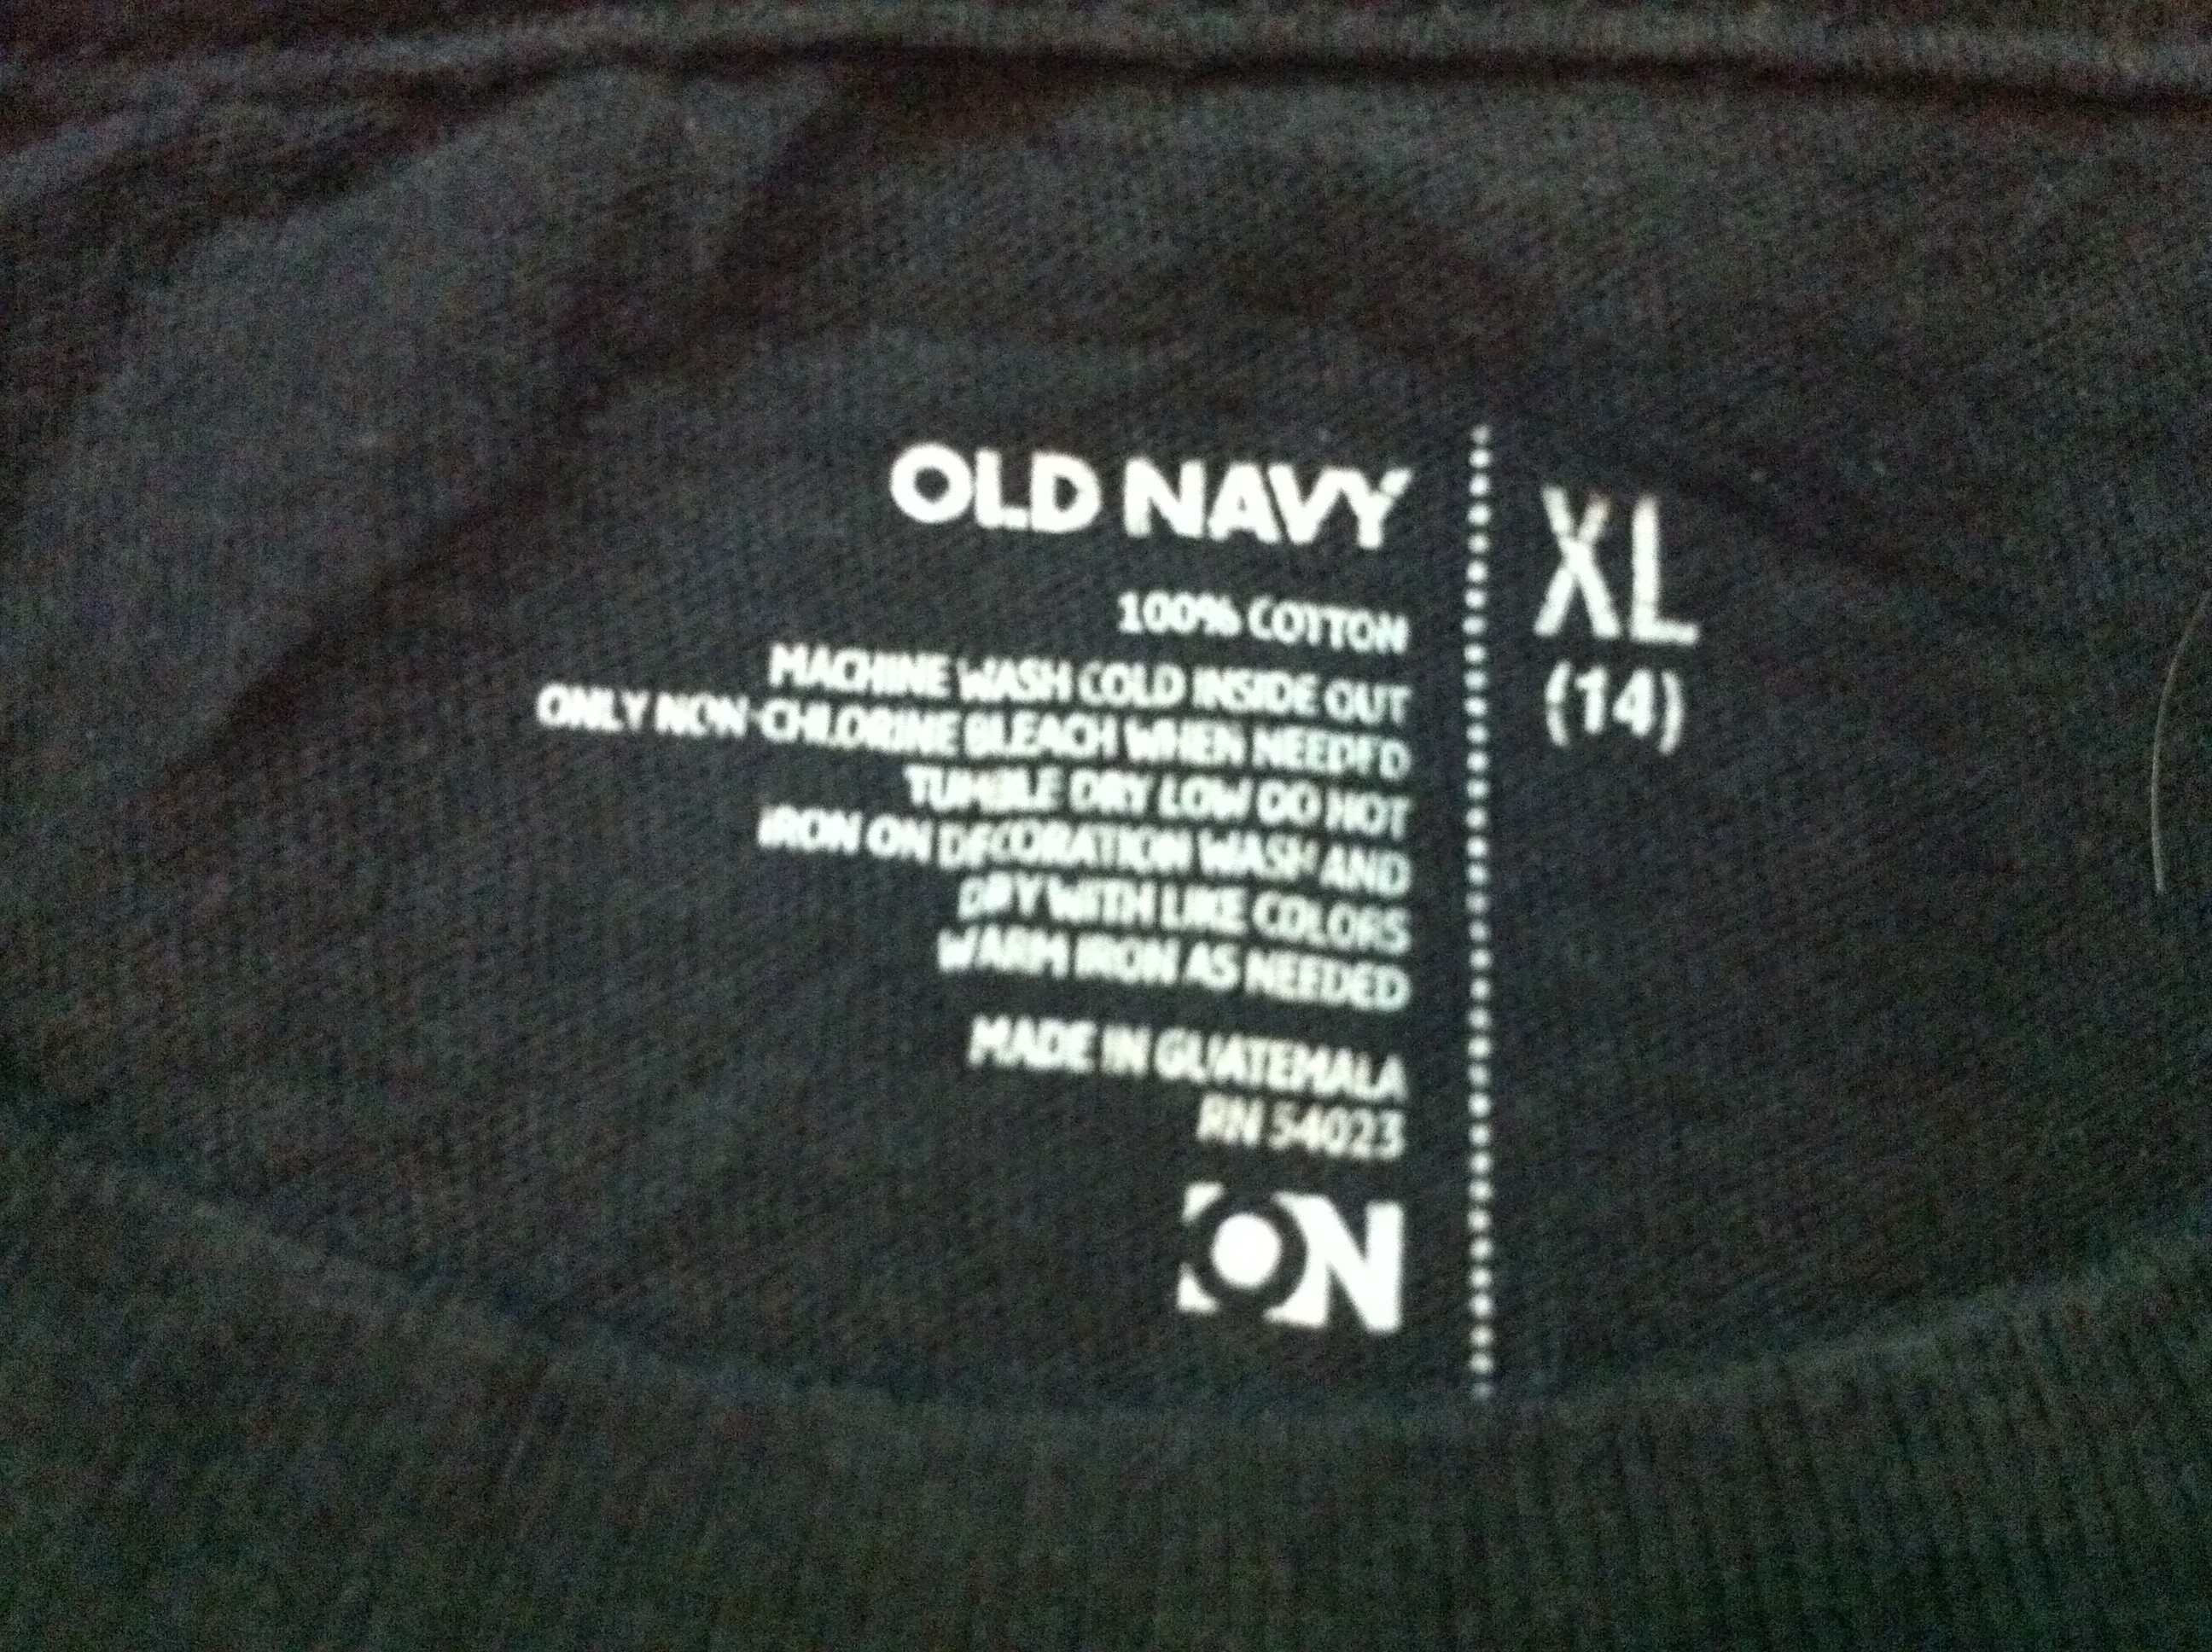 OLD NAVY
100% COTTON
MACHINE WASH COLD INSIDE OUT
ONLY NON-CHLORINE BLEACH WHEN NEEDED
TUMBLE DRY LOW DO NOT
IRON ON DECORATION WASH AND
DRY WITH LIKE COLORS
WARM IRON AS NEEDED
MADE IN GUATEMALA
RN 54023
ON
XL
(14)